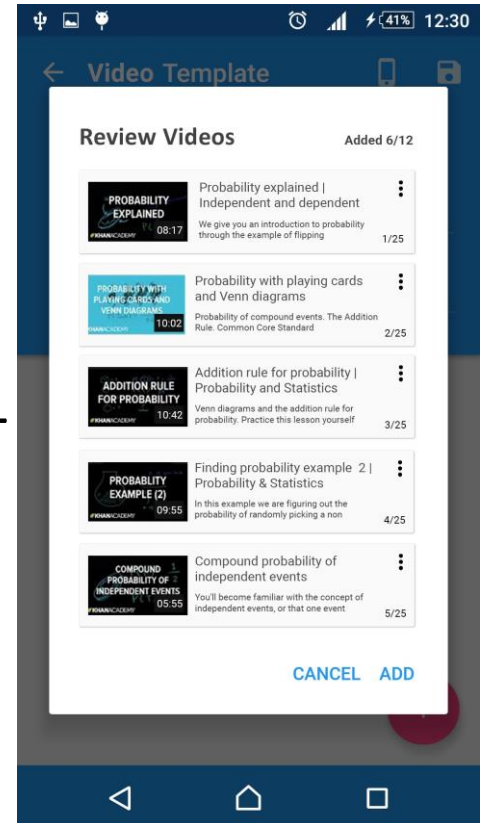 41% 12:30
Video Template
Review Videos
Added 6/12
PROBABILITY
EXPLAINED
KHANACADEMY
08:17
Probability explained |
Independent and dependent
We give you an introduction to probability
through the example of flipping
1/25
PROBABILITY WITH
PLAYING CARDS AND
VENN DIAGRAMS
KHANACADEMY
10:02
Probability with playing cards
and Venn diagrams
Probability of compound events. The Addition
Rule. Common Core Standard
2/25
ADDITION RULE
FOR PROBABILITY
KHANACADEMY
10:42
Addition rule for probability |
Probability and Statistics
Venn diagrams and the addition rule for
probability. Practice this lesson yourself
3/25
PROBABLITY
EXAMPLE (2)
KHANACADEMY
09:55
Finding probability example 2 |
Probability & Statistics
In this example we are figuring out the
probability of randomly picking a non
4/25
COMPOUND
PROBABILITY OF
INDEPENDENT EVENTS
KHANACADEMY
05:55
Compound probability of
independent events
You'll become familiar with the concept of
independent events, or that one event
5/25
CANCEL ADD